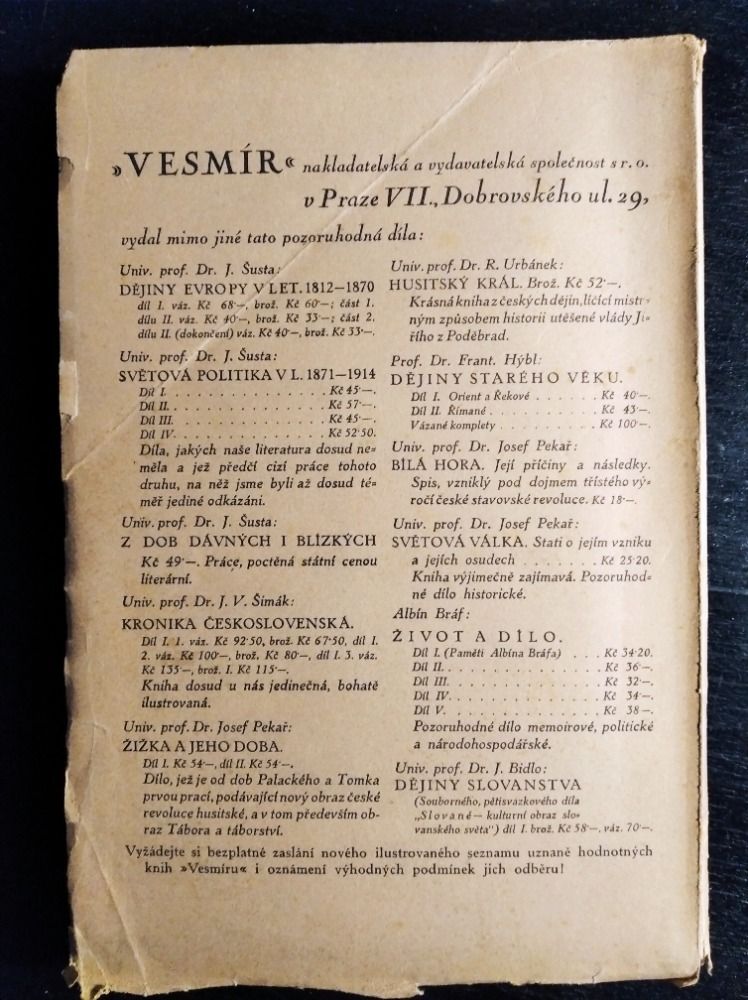 »VESMÍR« nakladatelská a vydavatelská společnost s r. o.
v Praze VII., Dobrovského ul. 29,
vydal mimo jiné tato pozoruhodná díla:
Univ. prof. Dr. J. Šusta:
DĚJINY EVROPY V LET. 1812—1870
díl I. váz. Kč 68·—, brož. Kč 60·—; část 1.
dílu II. váz. Kč 40·—, brož. Kč 33·—; část 2.
dílu II. (dokončení) váz. Kč 40·—, brož. Kč 33·—.
Univ. prof. Dr. J. Šusta:
SVĚTOVÁ POLITIKA V L. 1871—1914
Díl I. . . . . . . . . . . . . . Kč 45·—.
Díl II. . . . . . . . . . . . . . Kč 57·—.
Díl III. . . . . . . . . . . . . . Kč 45·—.
Díl IV. . . . . . . . . . . . . . Kč 52·50.
Díla, jakých naše literatura dosud ne-
měla a jež předčí cizí práce tohoto
druhu, na něž jsme byli až dosud té-
měř jedině odkázáni.
Univ. prof. Dr. J. Šusta:
Z DOB DÁVNÝCH I BLÍZKÝCH
Kč 49·—. Práce, poctěná státní cenou
literární.
Univ. prof. Dr. J. V. Šimák:
KRONIKA ČESKOSLOVENSKÁ.
Díl I. 1. váz. Kč 92·50, brož. Kč 67·50, díl I.
2. váz. Kč 100·—, brož. Kč 80·—, díl I. 3. váz.
Kč 135·—, brož. I. Kč 115·—.
Kniha dosud u nás jedinečná, bohatě
ilustrovaná.
Univ. prof. Dr. Josef Pekař:
ŽIŽKA A JEHO DOBA.
Díl I. Kč 54·—, díl II. Kč 54·—.
Dílo, jež je od dob Palackého a Tomka
prvou prací, podávající nový obraz české
revoluce husitské, a v tom především ob-
raz Tábora a táborství.
Univ. prof. Dr. R. Urbánek:
HUSITSKÝ KRÁL. Brož. Kč 52·—.
Krásná kniha z českých dějin, líčící mistr-
ným způsobem historii utěšené vlády Ji-
řího z Poděbrad.
Prof. Dr. Frant. Hýbl:
DĚJINY STARÉHO VĚKU.
Díl I. Orient a Řekové . . . . . . Kč 40·—.
Díl II. Římané . . . . . . . . . . Kč 43·—.
Vázané komplety . . . . . . . . . Kč 100·—.
Univ. prof. Dr. Josef Pekař:
BÍLÁ HORA. Její příčiny a následky.
Spis, vzniklý pod dojmem třístého vý-
ročí české stavovské revoluce. Kč 18·—.
Univ. prof. Dr. Josef Pekař:
SVĚTOVÁ VÁLKA. Stati o jejím vzniku
a jejích osudech . . . . . . . Kč 25·20.
Kniha výjimečně zajímavá. Pozoruhod-
né dílo historické.
Albín Bráf:
ŽIVOT A DÍLO.
Díl I. (Paměti Albína Bráfa) . . . Kč 34·20.
Díl II. . . . . . . . . . . . . . Kč 36·—.
Díl III. . . . . . . . . . . . . . Kč 32·—.
Díl IV. . . . . . . . . . . . . . Kč 34·—.
Díl V. . . . . . . . . . . . . . Kč 38·—.
Pozoruhodné dílo memoirové, politické
a národohospodářské.
Univ. prof. Dr. J. Bidlo:
DĚJINY SLOVANSTVA
(Souborného, pětisvazkového díla
„Slované — kulturní obraz slo-
vanského světa") díl I. brož. Kč 58·—, váz. 70·—.
Vyžádejte si bezplatné zaslání nového ilustrovaného seznamu uznaně hodnotných
knih »Vesmíru« i oznámení výhodných podmínek jich odběru!